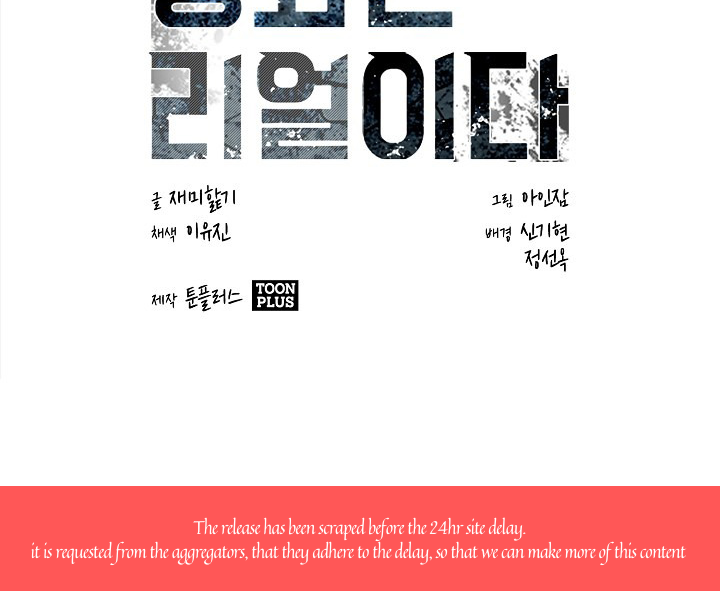 리얼이다
글 재미핥기
그림 아인잠
채색 이유진
배경 신기현
정선옥
제작 툰플러스 TOON PLUS
The release has been scraped before the 24hr site delay.
it is requested from the aggregators, that they adhere to the delay, so that we can make more of this content